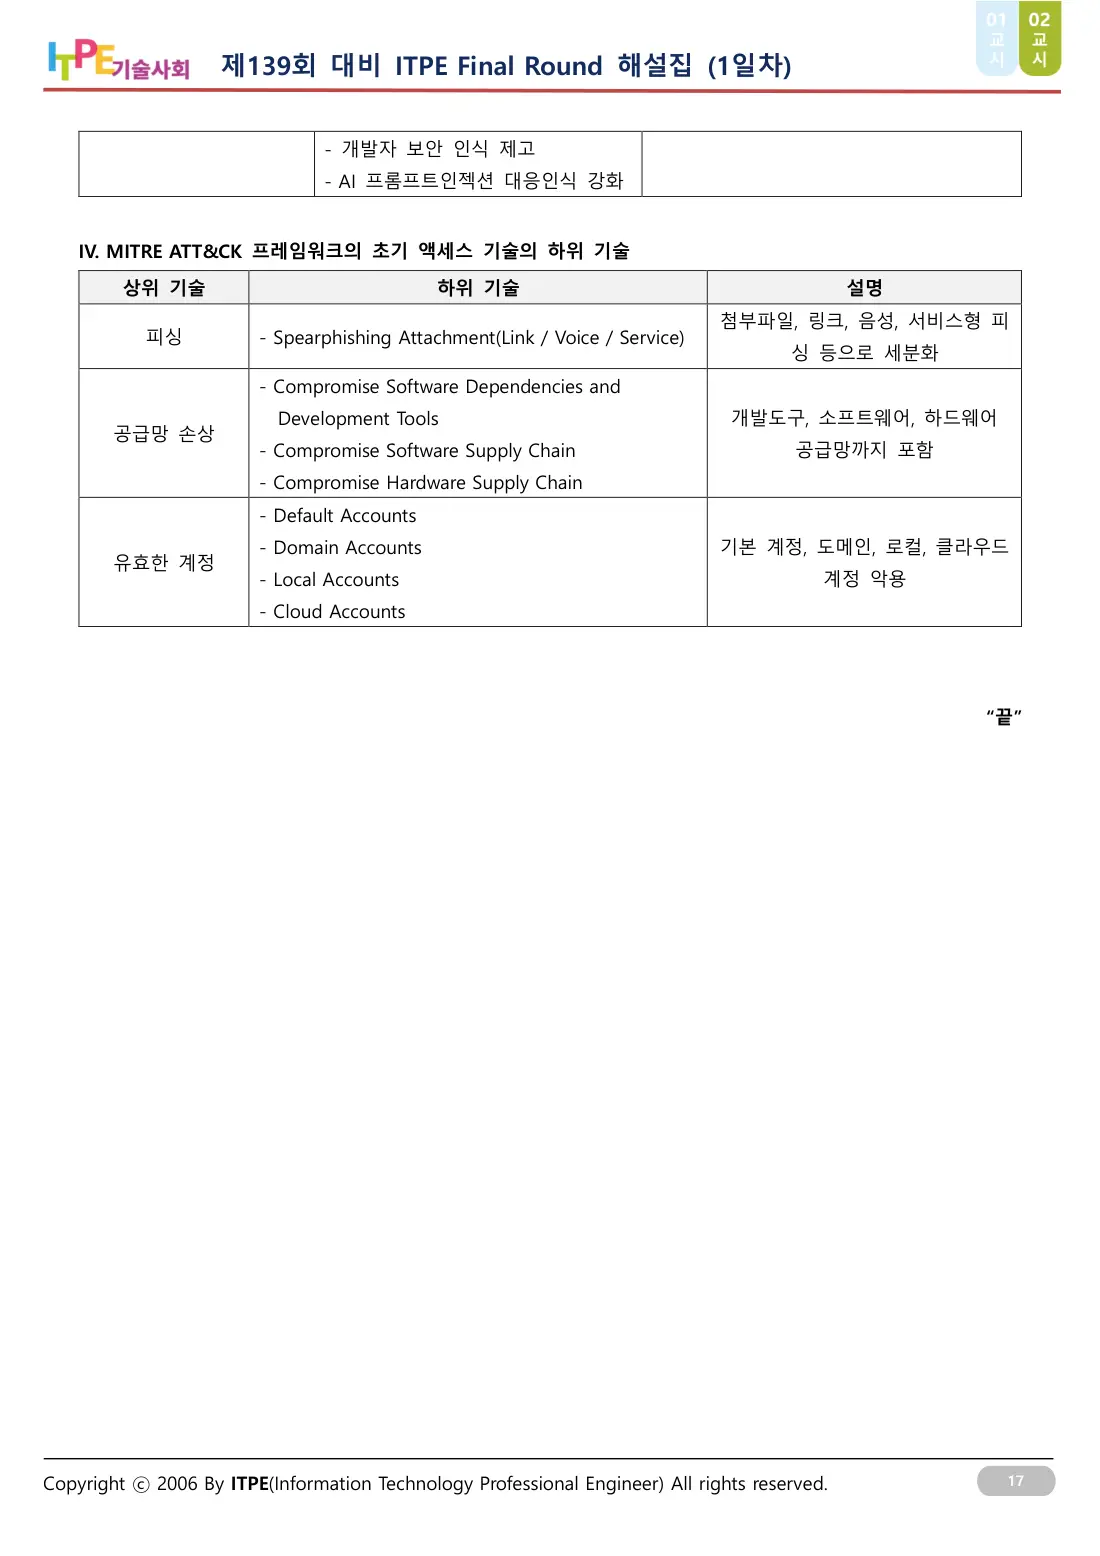 ITPE기술사회 제139회 대비 ITPE Final Round 해설집 (1일차)
01
교
시
02
교
시
- 개발자 보안 인식 제고
- AI 프롬프트인젝션 대응인식 강화
IV. MITRE ATT&CK 프레임워크의 초기 액세스 기술의 하위 기술
상위 기술 하위 기술 설명
피싱
- Spearphishing Attachment(Link / Voice / Service)
첨부파일, 링크, 음성, 서비스형 피
싱 등으로 세분화
공급망 손상
- Compromise Software Dependencies and
Development Tools
- Compromise Software Supply Chain
- Compromise Hardware Supply Chain
개발도구, 소프트웨어, 하드웨어
공급망까지 포함
유효한 계정
- Default Accounts
- Domain Accounts
- Local Accounts
- Cloud Accounts
기본 계정, 도메인, 로컬, 클라우드
계정 악용
“끝”
Copyright ⓒ 2006 By ITPE(Information Technology Professional Engineer) All rights reserved.
17